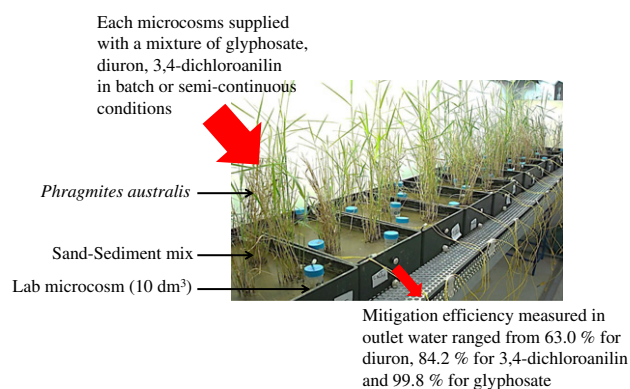 Each microcosms supplied
with a mixture of glyphosate,
diuron, 3,4-dichloroanilin
in batch or semi-continuous
conditions
Phragmites australis
Sand-Sediment mix
Lab microcosm (10 dm³)
Mitigation efficiency measured in
outlet water ranged from 63.0 % for
diuron, 84.2 % for 3,4-dichloroanilin
and 99.8 % for glyphosate